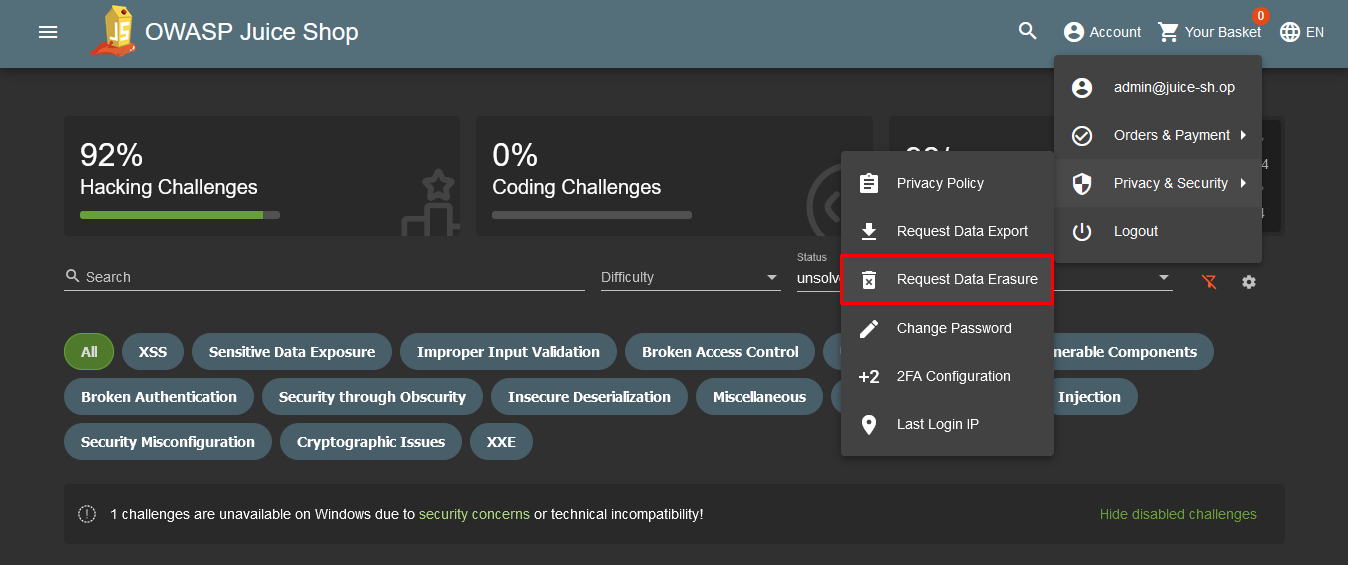 OWASP Juice Shop
Account
Your Basket
0
EN
admin@juice-sh.op
Orders & Payment
Privacy & Security
Logout
Privacy Policy
Request Data Export
Request Data Erasure
Change Password
+2 2FA Configuration
Last Login IP
92%
Hacking Challenges
0%
Coding Challenges
Search
Difficulty
Status
All
XSS
Sensitive Data Exposure
Improper Input Validation
Broken Access Control
Components
Broken Authentication
Security through Obscurity
Insecure Deserialization
Miscellaneous
Injection
Security Misconfiguration
Cryptographic Issues
XXE
1 challenges are unavailable on Windows due to security concerns or technical incompatibility!
Hide disabled challenges